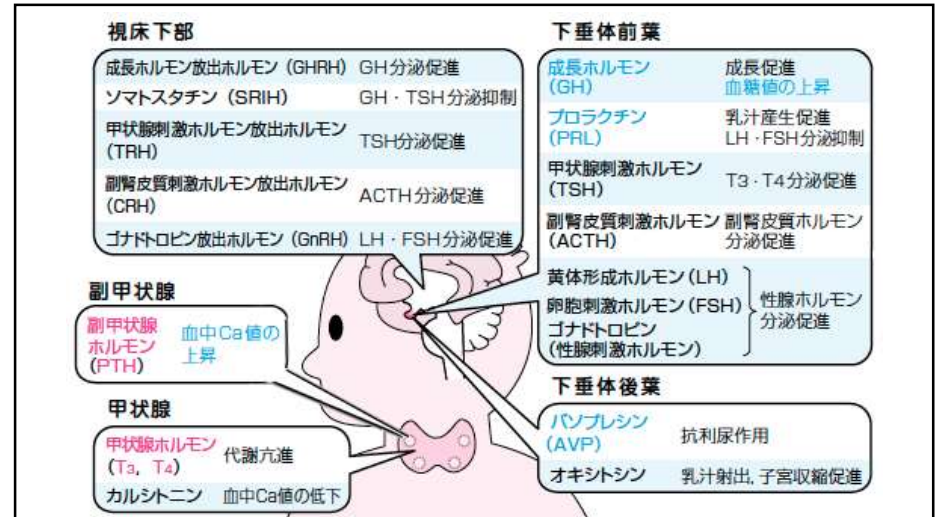 視床下部
成長ホルモン放出ホルモン（GHRH） GH分泌促進
ソマトスタチン（SRIH） GH・TSH分泌抑制
甲状腺刺激ホルモン放出ホルモン
（TRH） TSH分泌促進
副腎皮質刺激ホルモン放出ホルモン
（CRH） ACTH分泌促進
ゴナドトロピン放出ホルモン（GnRH） LH・FSH分泌促進
下垂体前葉
成長ホルモン 成長促進
（GH） 血糖値の上昇
プロラクチン 乳汁産生促進
（PRL） LH・FSH分泌抑制
甲状腺刺激ホルモン
（TSH） T3・T4分泌促進
副腎皮質刺激ホルモン 副腎皮質ホルモン
（ACTH） 分泌促進
黄体形成ホルモン（LH）
卵胞刺激ホルモン（FSH）
ゴナドトロピン
（性腺刺激ホルモン）
性腺ホルモン
分泌促進
副甲状腺
副甲状腺
ホルモン
（PTH）
血中Ca値の
上昇
甲状腺
甲状腺ホルモン
（T3，T4） 代謝亢進
カルシトニン 血中Ca値の低下
下垂体後葉
バソプレシン
（AVP） 抗利尿作用
オキシトシン 乳汁射出，子宮収縮促進